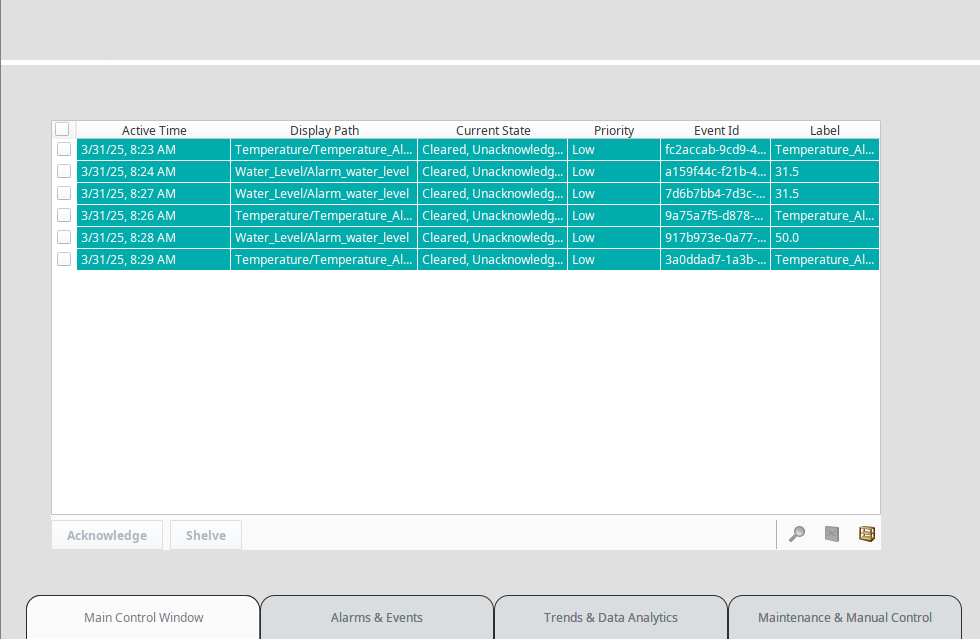 Active Time Display Path Current State Priority Event Id Label
3/31/25, 8:23 AM Temperature/Temperature_Al... Cleared, Unacknowledg... Low fc2accab-9cd9-4... Temperature_Al...
3/31/25, 8:24 AM Water_Level/Alarm_water_level Cleared, Unacknowledg... Low a159f44c-f21b-4... 31.5
3/31/25, 8:27 AM Water_Level/Alarm_water_level Cleared, Unacknowledg... Low 7d6b7bb4-7d3c-... 31.5
3/31/25, 8:26 AM Temperature/Temperature_Al... Cleared, Unacknowledg... Low 9a75a7f5-d878-... Temperature_Al...
3/31/25, 8:28 AM Water_Level/Alarm_water_level Cleared, Unacknowledg... Low 917b973e-0a77-... 50.0
3/31/25, 8:29 AM Temperature/Temperature_Al... Cleared, Unacknowledg... Low 3a0ddad7-1a3b-... Temperature_Al...
Acknowledge Shelve
Main Control Window Alarms & Events Trends & Data Analytics Maintenance & Manual Control